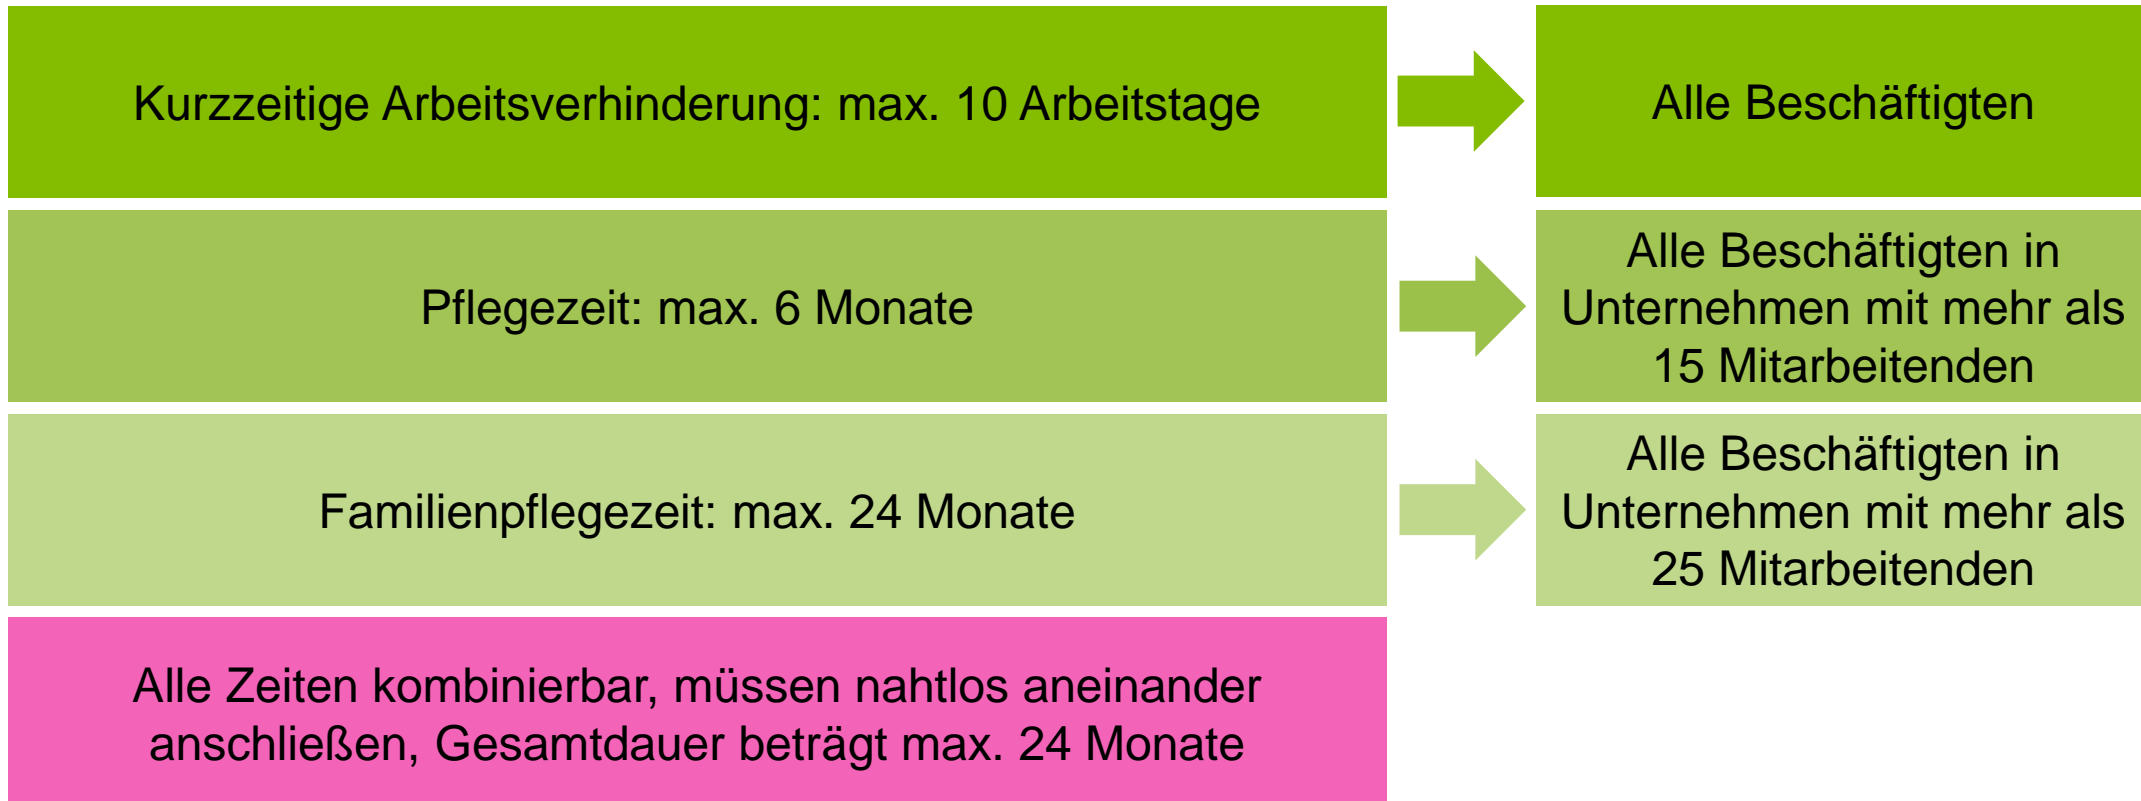 Kurzzeitige Arbeitsverhinderung: max. 10 Arbeitstage
Alle Beschäftigten
Pflegezeit: max. 6 Monate
Alle Beschäftigten in
Unternehmen mit mehr als
15 Mitarbeitenden
Familienpflegezeit: max. 24 Monate
Alle Beschäftigten in
Unternehmen mit mehr als
25 Mitarbeitenden
Alle Zeiten kombinierbar, müssen nahtlos aneinander
anschließen, Gesamtdauer beträgt max. 24 Monate